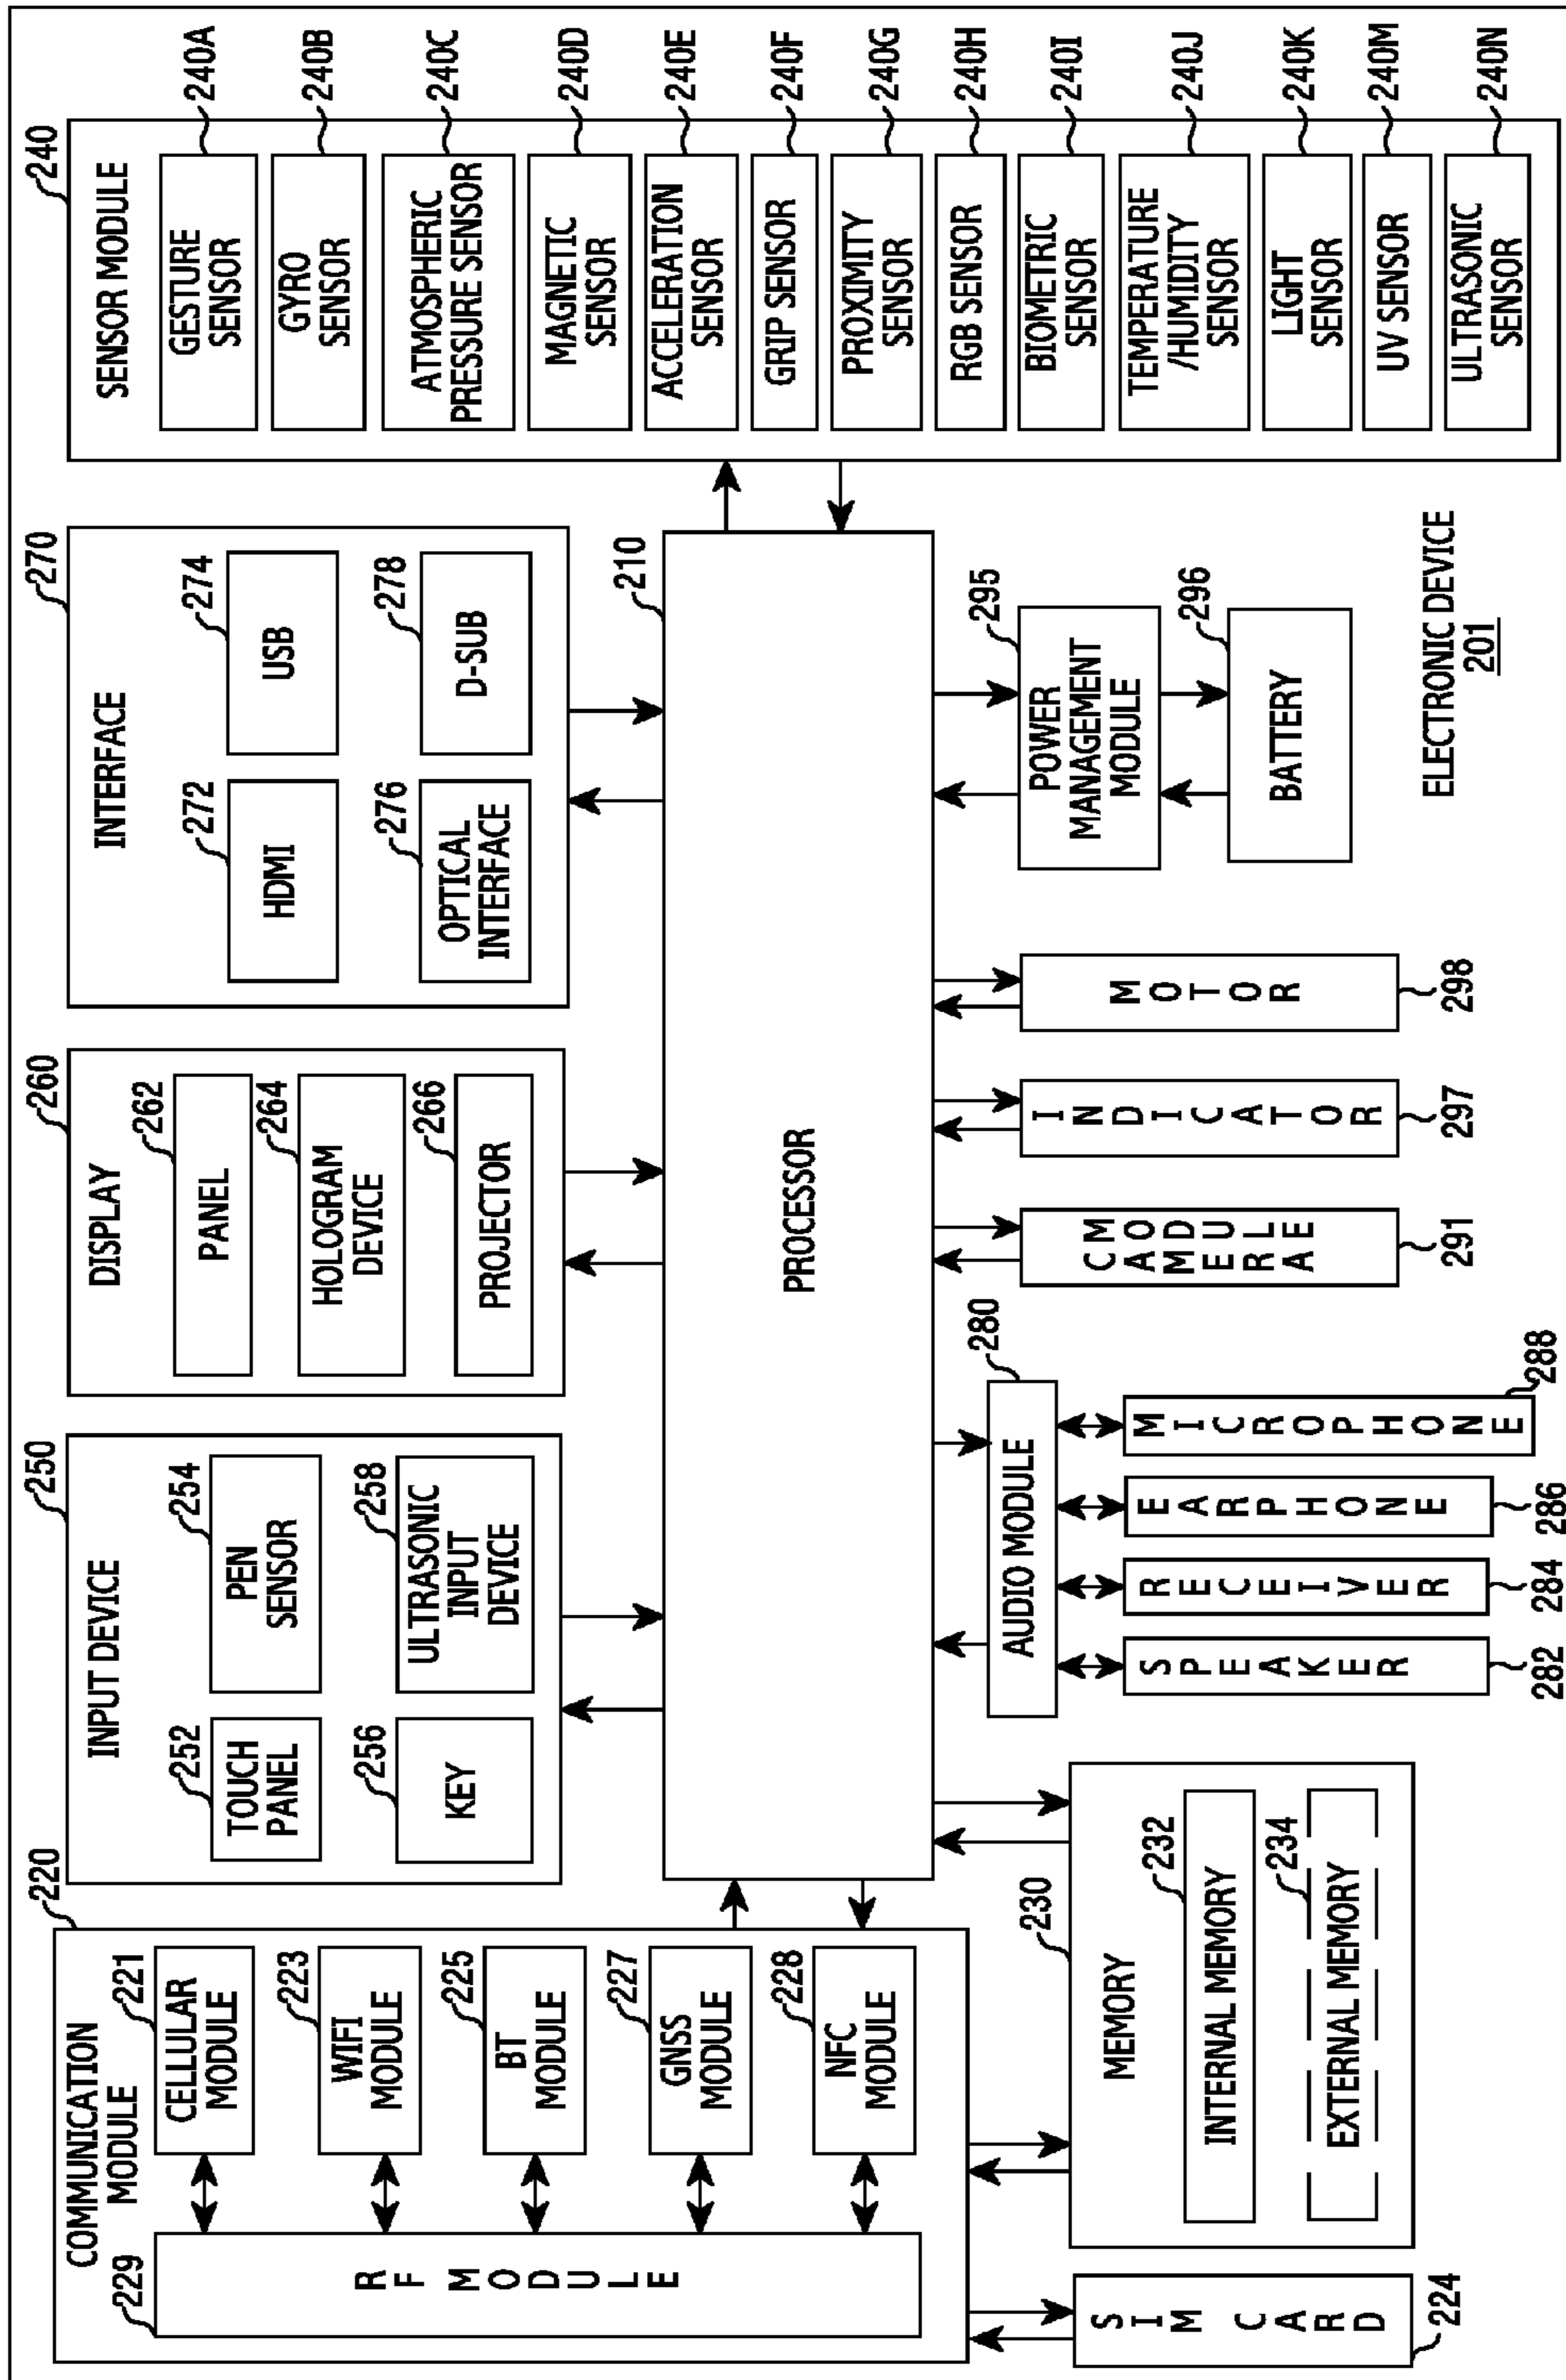 COMMUNICATION
MODULE
220
229
RF MODULE
221
CELLULAR
MODULE
223
WIFI
MODULE
225
BT
MODULE
227
GNSS
MODULE
228
NFC
MODULE
INPUT DEVICE
250
252
TOUCH
PANEL
254
PEN
SENSOR
256
KEY
258
ULTRASONIC
INPUT
DEVICE
DISPLAY
260
262
PANEL
264
HOLOGRAM
DEVICE
266
PROJECTOR
INTERFACE
270
272
HDMI
274
USB
276
OPTICAL
INTERFACE
278
D-SUB
240
SENSOR MODULE
GESTURE
SENSOR
240A
GYRO
SENSOR
240B
ATMOSPHERIC
PRESSURE SENSOR
240C
MAGNETIC
SENSOR
240D
ACCELERATION
SENSOR
240E
GRIP SENSOR
240F
PROXIMITY
SENSOR
240G
RGB SENSOR
240H
BIOMETRIC
SENSOR
240I
TEMPERATURE
/HUMIDITY
SENSOR
240J
LIGHT
SENSOR
240K
UV SENSOR
240M
ULTRASONIC
SENSOR
240N
210
PROCESSOR
SIM CARD
224
230
MEMORY
232
INTERNAL MEMORY
234
EXTERNAL MEMORY
280
AUDIO MODULE
SPEAKER
282
RECEIVER
284
EARPHONE
286
MICROPHONE
288
CAMERA
MODULE
291
INDICATOR
297
MOTOR
298
295
POWER
MANAGEMENT
MODULE
296
BATTERY
ELECTRONIC DEVICE
201